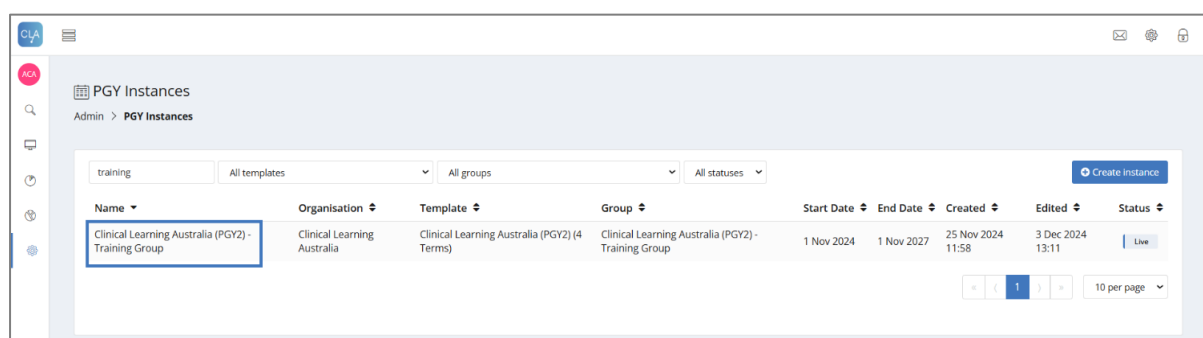 CLA
ACA
PGY Instances
Admin > PGY Instances
training All templates All groups All statuses Create instance
Name Organisation Template Group Start Date End Date Created Edited Status
Clinical Learning Australia (PGY2) - Clinical Learning Clinical Learning Australia (PGY2) (4 Clinical Learning Australia (PGY2) - 1 Nov 2024 1 Nov 2027 25 Nov 2024 3 Dec 2024 Live
Training Group Australia Terms) Training Group 11:58 13:11
« ‹ 1 › » 10 per page